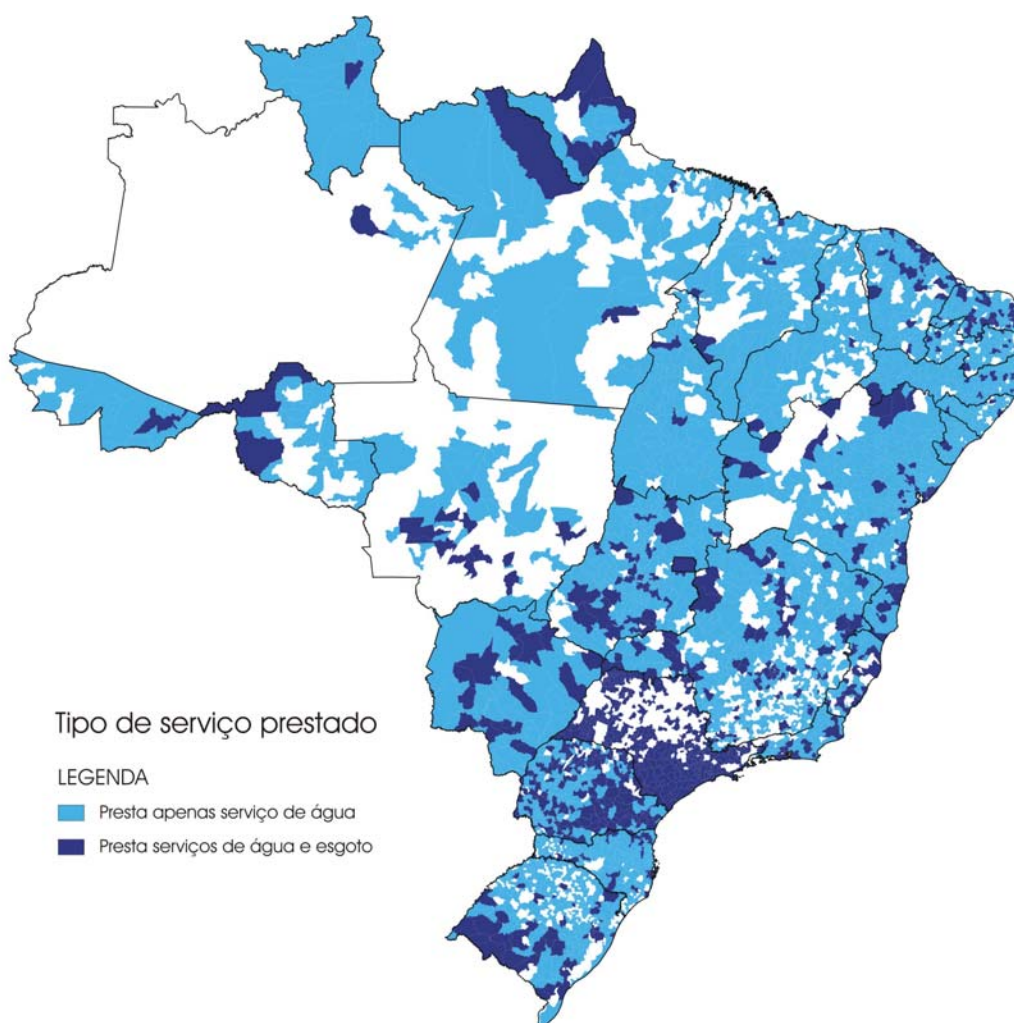 Tipo de serviço prestado
LEGENDA
Presta apenas serviço de água
Presta serviços de água e esgoto